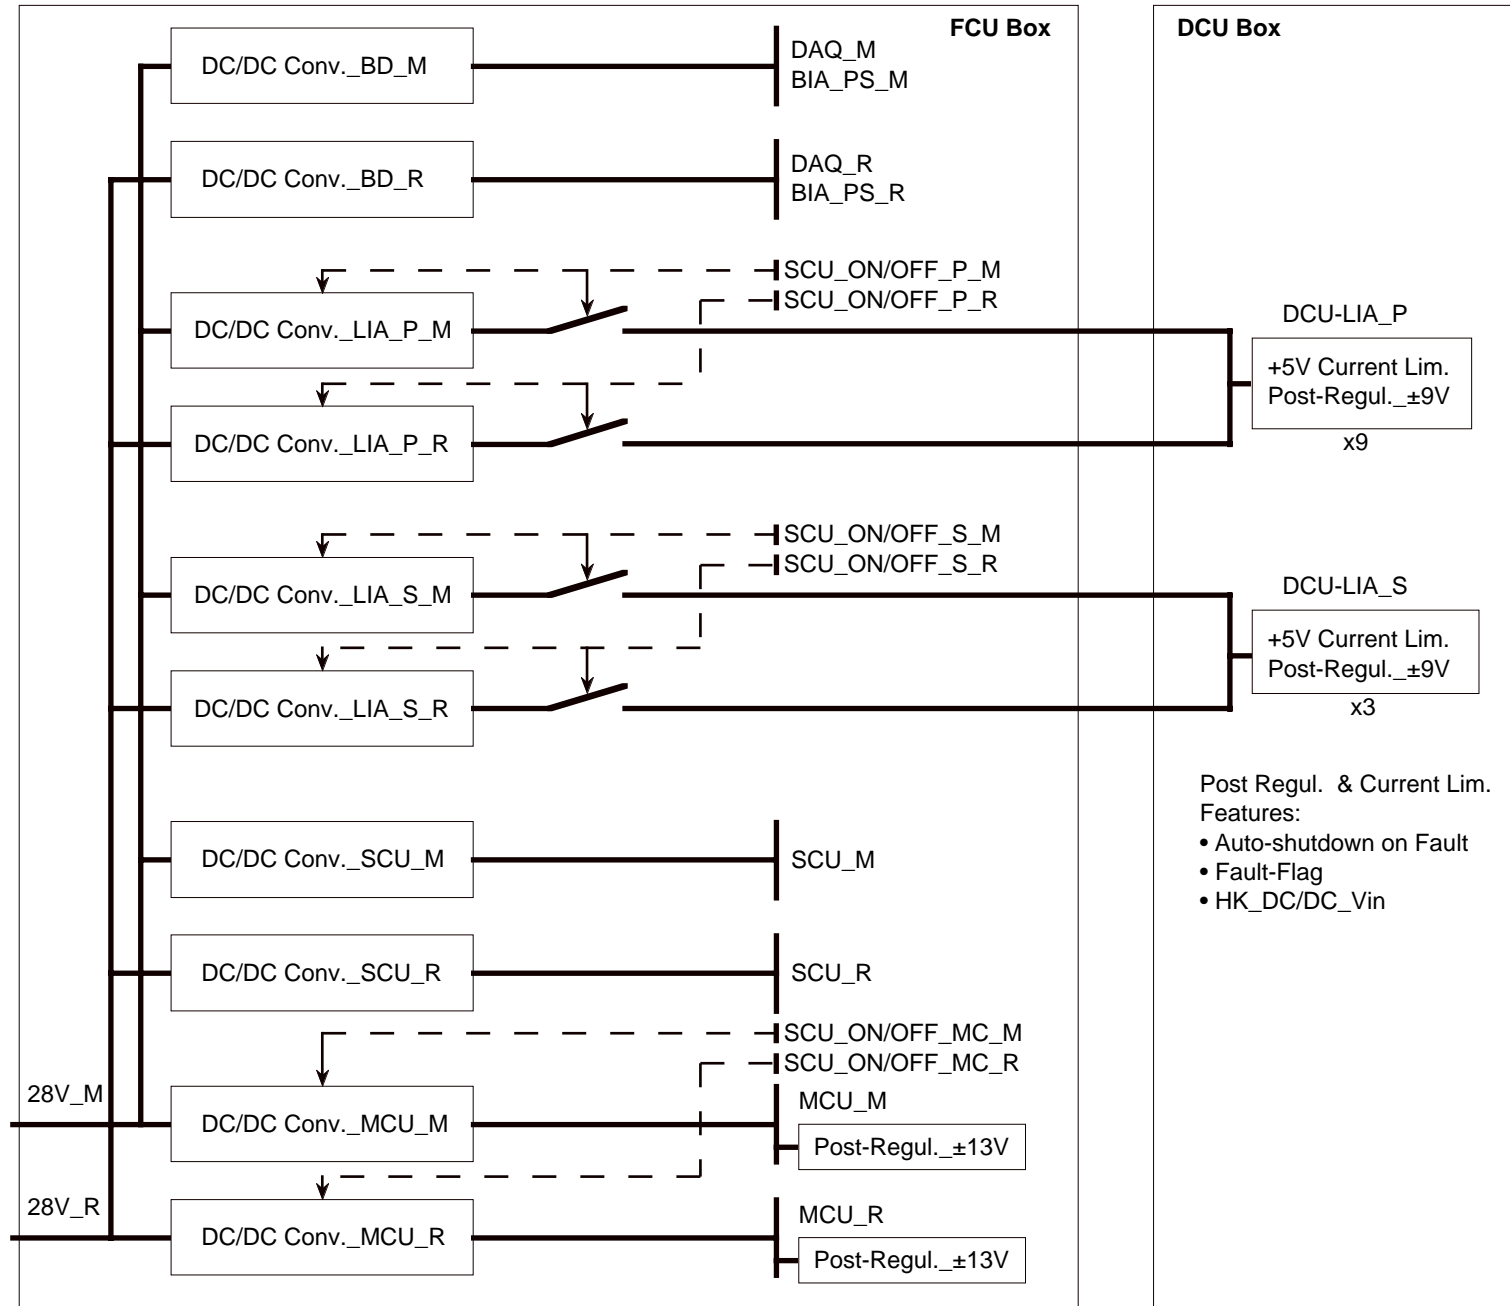 FCU Box
DCU Box
DC/DC Conv._BD_M
DAQ_M
BIA_PS_M
DC/DC Conv._BD_R
DAQ_R
BIA_PS_R
SCU_ON/OFF_P_M
SCU_ON/OFF_P_R
DC/DC Conv._LIA_P_M
DC/DC Conv._LIA_P_R
DCU-LIA_P
+5V Current Lim.
Post-Regul._±9V
x9
SCU_ON/OFF_S_M
SCU_ON/OFF_S_R
DC/DC Conv._LIA_S_M
DC/DC Conv._LIA_S_R
DCU-LIA_S
+5V Current Lim.
Post-Regul._±9V
x3
Post Regul.  & Current Lim.
Features:
• Auto-shutdown on Fault
• Fault-Flag
• HK_DC/DC_Vin
DC/DC Conv._SCU_M
SCU_M
DC/DC Conv._SCU_R
SCU_R
SCU_ON/OFF_MC_M
SCU_ON/OFF_MC_R
28V_M
DC/DC Conv._MCU_M
MCU_M
Post-Regul._±13V
28V_R
DC/DC Conv._MCU_R
MCU_R
Post-Regul._±13V